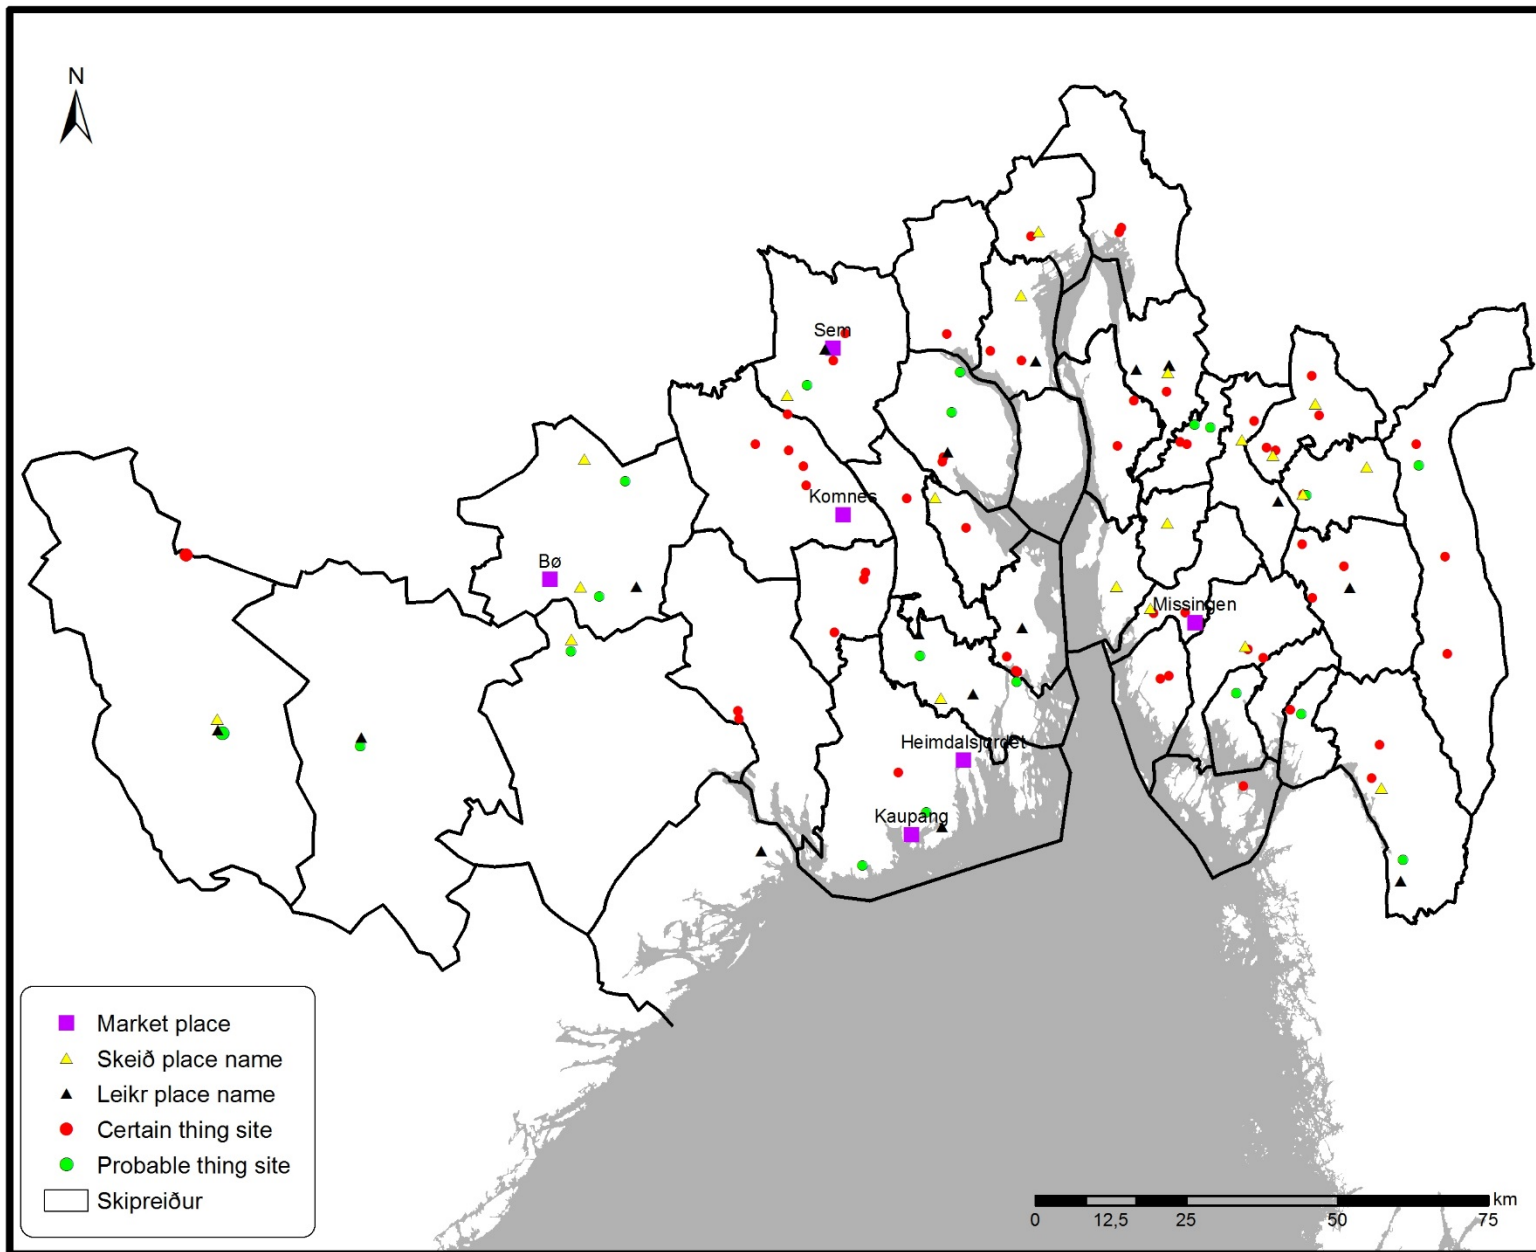 N
Sem
Komnes
Bø
Missingen
Heimdalsjordet
Kaupang
Market place
Skeið place name
Leikr place name
Certain thing site
Probable thing site
Skipreiður
km
0 12,5 25 50 75